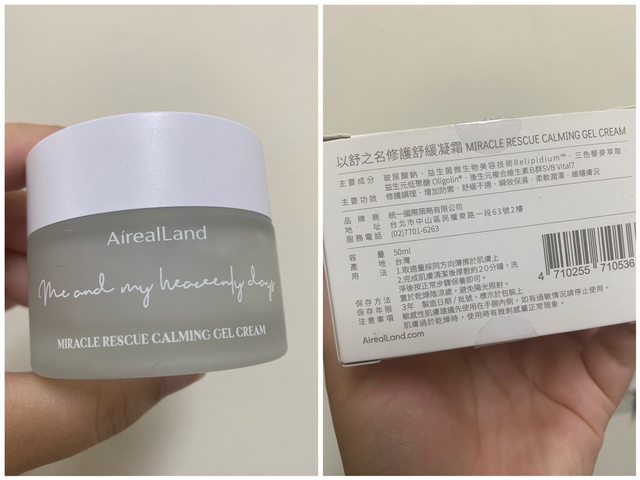 AirealLand
Me and my heavenly days
MIRACLE RESCUE CALMING GEL CREAM
以舒之名修護舒緩凝霜 MIRACLE RESCUE CALMING GEL CREAM
主要成分 玻尿酸鈉、益生菌微生物美容技術Relipidium™、三色藜麥萃取、
益生元低聚醣 Oligolin®、後生元複合維生素B群SVB Vital7
主要功效 修護調理、增加防禦、舒緩不適、瞬效保濕、柔軟潤澤、維穩膚況
品牌商 統一國際策略有限公司
地址 台北市中山區民權東路一段63號2樓
服務電話 (02)7701-6263
容量 50ml
產地 台灣
方法 1.取適量採同方向薄擦於肌膚上
2.完成肌膚清潔後厚敷約20分鐘，洗
淨後按正常步驟保養即可。
保存方法 置於乾燥陰涼處，避免陽光照射。
保存年限 3年 製造日期／批號：標示於包裝上
注意事項 敏感性肌膚建議先使用在手腕內側，如有過敏情況請停止使用。
肌膚過於乾燥時，使用時有微刺感屬正常現象。
AirealLand.com
4 710255 710536